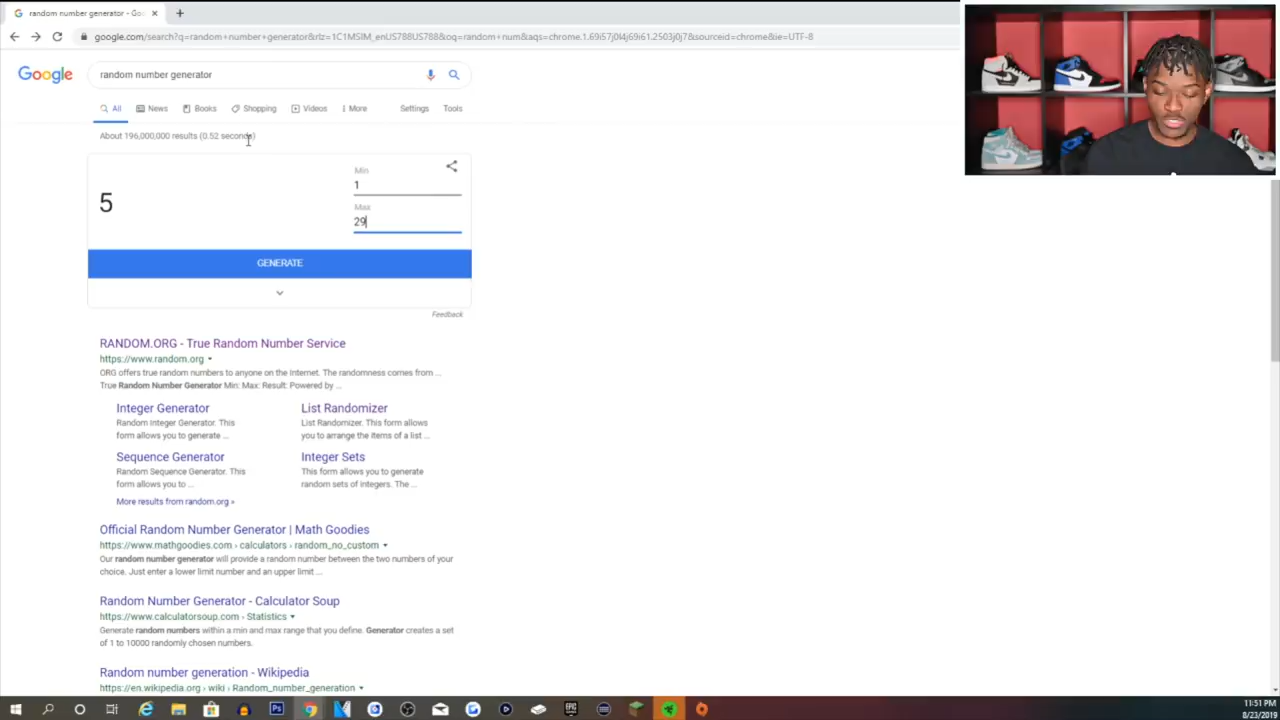 random number generator - Goo
google.com/search?q=random+number+generator&rlz=1C1MSIM_enUS788US788&oq=random+num&aqs=chrome.1.69i57j0l4j69i61.2503j0j7&sourceid=chrome&ie=UTF-8
Google
random number generator
All News Books Shopping Videos More Settings Tools
About 196,000,000 results (0.52 seconds)
Min
1
5
Max
29
GENERATE
Feedback
RANDOM.ORG - True Random Number Service
https://www.random.org
ORG offers true random numbers to anyone on the Internet. The randomness comes from ...
True Random Number Generator Min: Max: Result: Powered by ...
Integer Generator
Random Integer Generator. This
form allows you to generate ...
List Randomizer
List Randomizer. This form allows
you to arrange the items of a list ...
Sequence Generator
Random Sequence Generator. This
form allows you to ...
Integer Sets
This form allows you to generate
random sets of integers. The ...
More results from random.org »
Official Random Number Generator | Math Goodies
https://www.mathgoodies.com › calculators › random_no_custom
Our random number generator will provide a random number between the two numbers of your
choice. Just enter a lower limit number and an upper limit ...
Random Number Generator - Calculator Soup
https://www.calculatorsoup.com › Statistics
Generate random numbers within a min and max range that you define. Generator creates a set
of 1 to 10000 randomly chosen numbers.
Random number generation - Wikipedia
https://en.wikipedia.org › wiki › Random_number_generation
Ps
EPIC
11:51 PM
8/23/2019